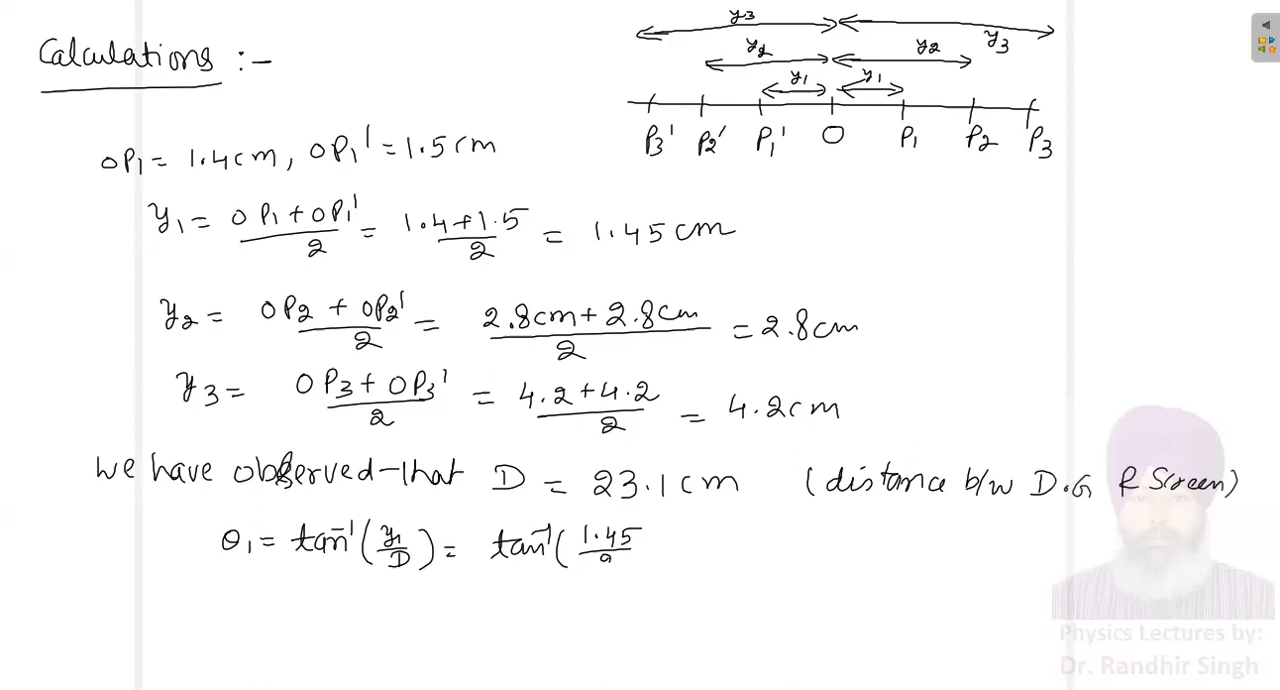 Calculations :-
y3
y3
y2
y2
y1
y1
P3' P2' P1' O P1 P2 P3
OP1 = 1.4cm, OP1' = 1.5cm
y1 = OP1 + OP1' / 2 = 1.4+1.5 / 2 = 1.45cm
y2 = OP2 + OP2' / 2 = 2.8cm + 2.8cm / 2 = 2.8cm
y3 = OP3 + OP3' / 2 = 4.2+4.2 / 2 = 4.2cm
we have observed that D = 23.1cm (distance b/w D.G & Screen)
θ1 = tan⁻¹(y1/D) = tan⁻¹(1.45/
Physics Lectures by:
Dr. Randhir Singh